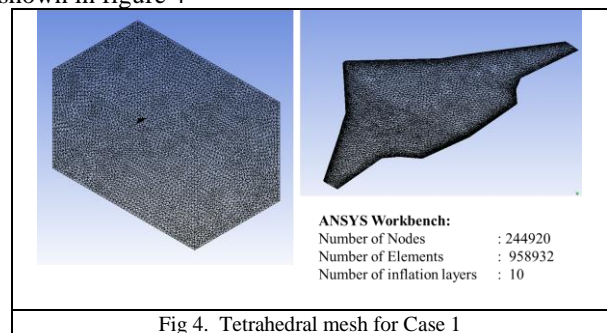 shown in figure 4
ANSYS Workbench:
Number of Nodes : 244920
Number of Elements : 958932
Number of inflation layers : 10
Fig 4. Tetrahedral mesh for Case 1